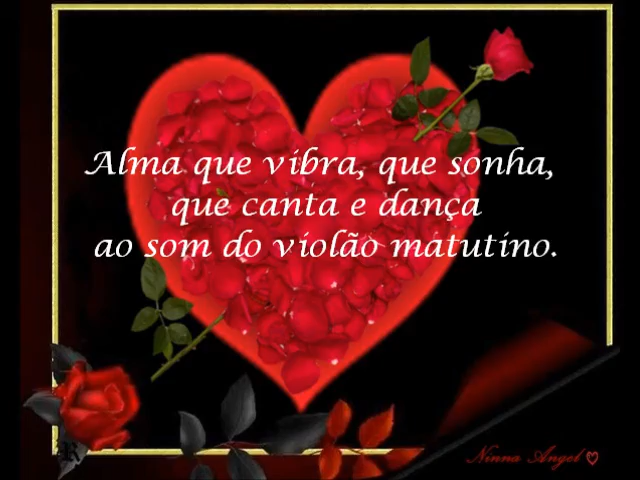 Alma que vibra, que sonha,
que canta e dança
ao som do violão matutino.
R
Ninna Angel